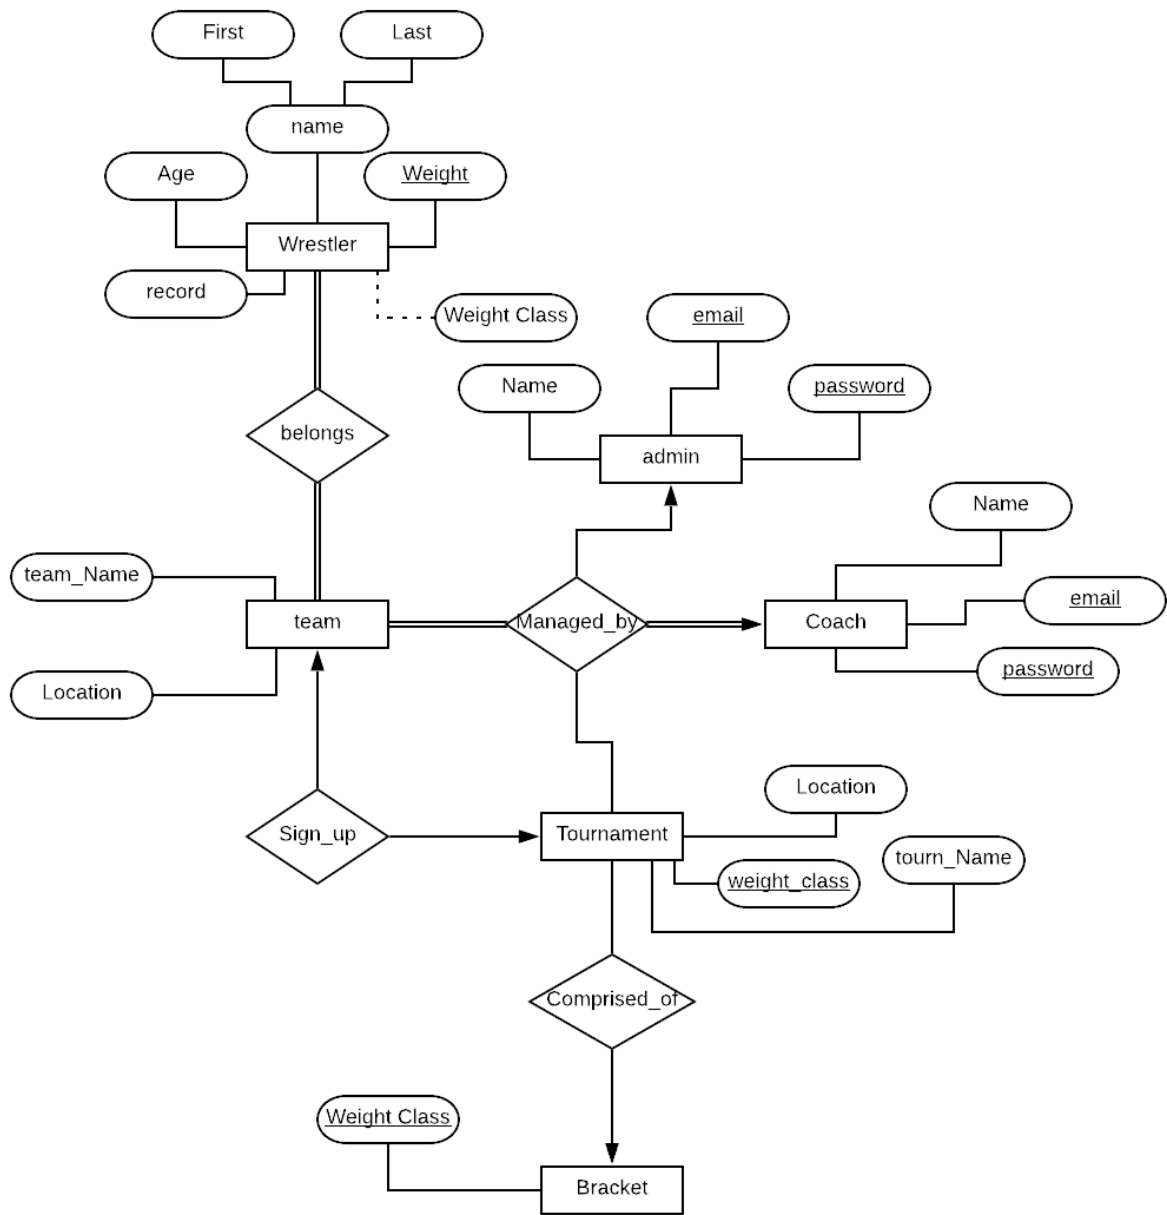 First
Last
name
Age
Weight
Wrestler
record
Weight Class
email
Name
password
belongs
admin
Name
team_Name
email
team
Managed_by
Coach
password
Location
Location
Sign_up
Tournament
tourn_Name
weight_class
Comprised_of
Weight Class
Bracket